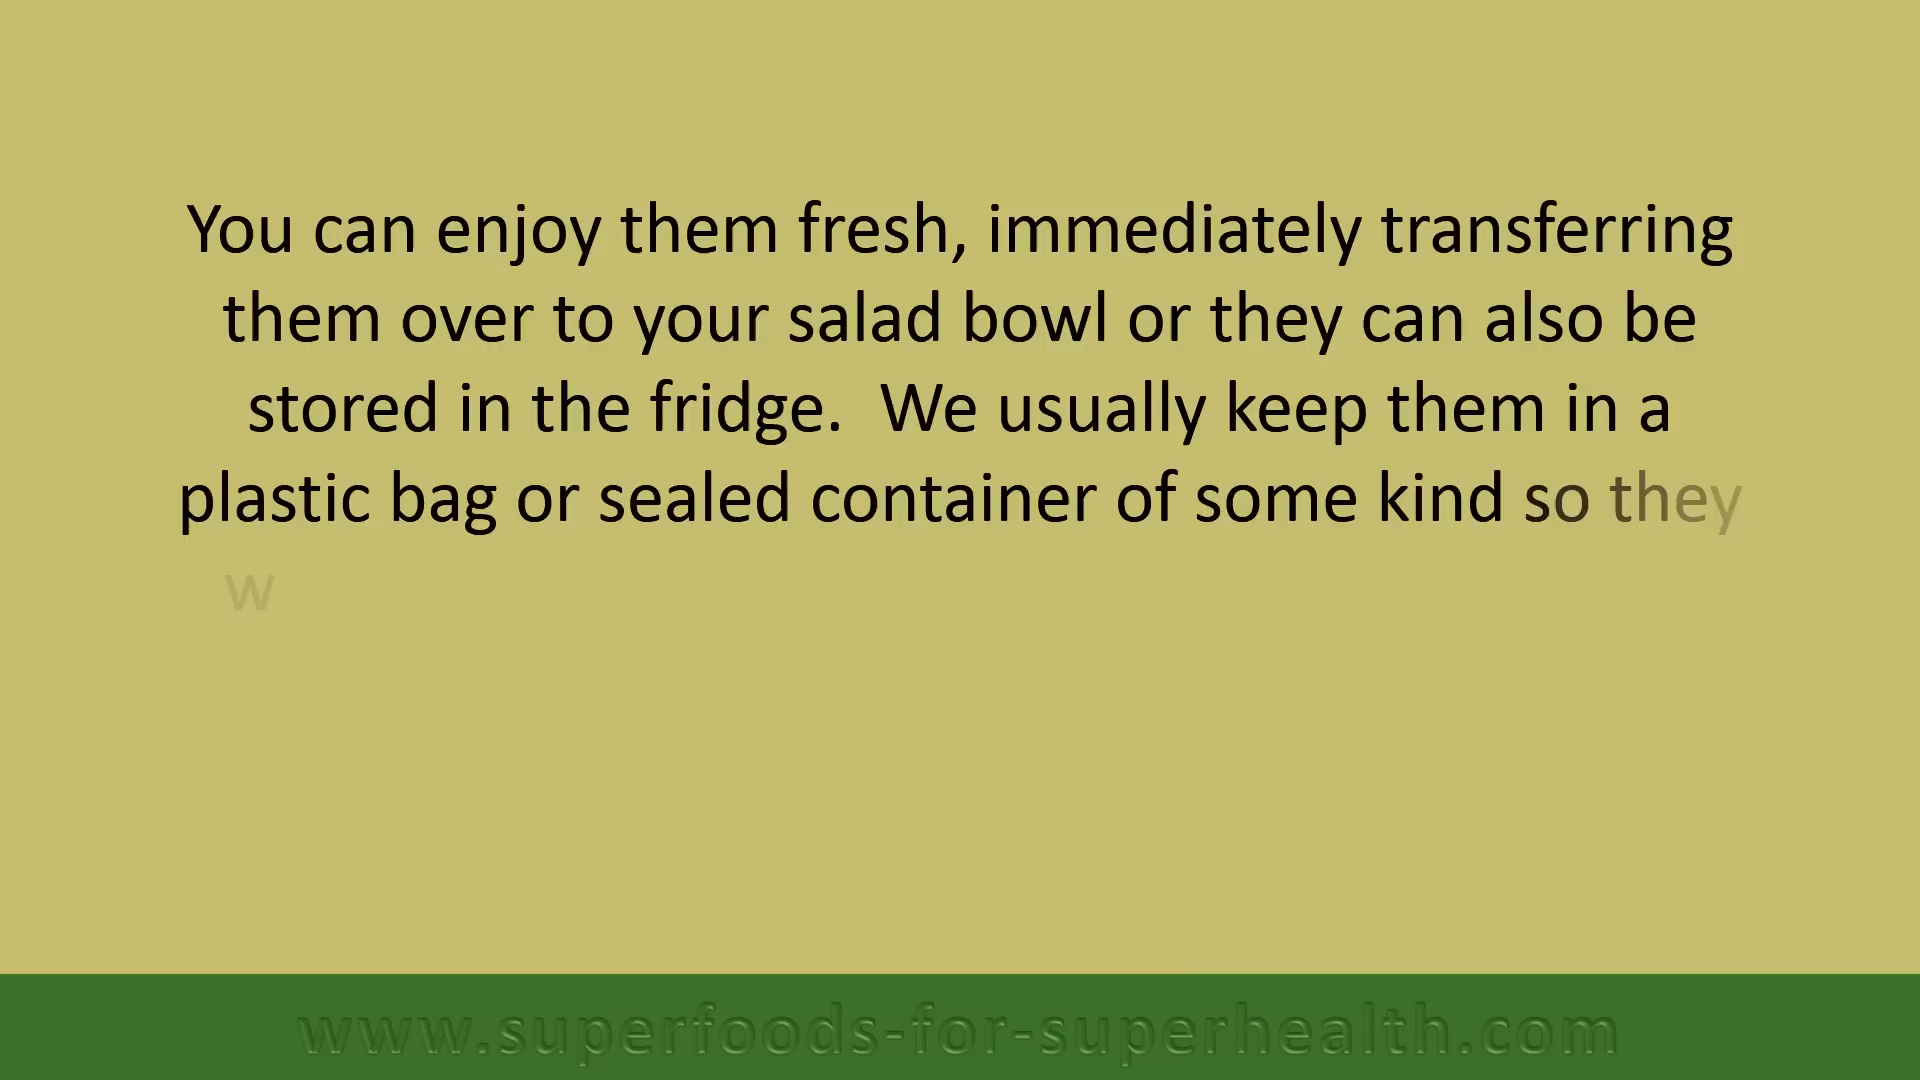 You can enjoy them fresh, immediately transferring
them over to your salad bowl or they can also be
stored in the fridge.  We usually keep them in a
plastic bag or sealed container of some kind so they
w
www.superfoods-for-superhealth.com